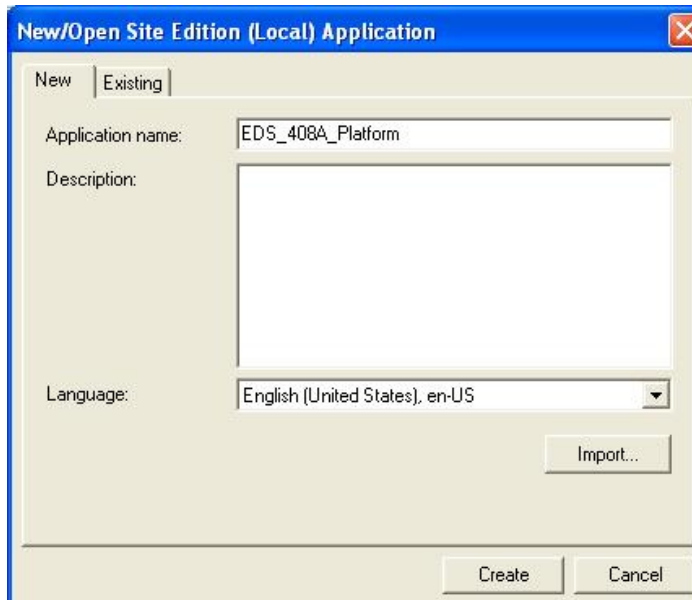 New/Open Site Edition (Local) Application
New Existing
Application name: EDS_408A_Platform
Description:
Language: English (United States), en-US
Import...
Create Cancel